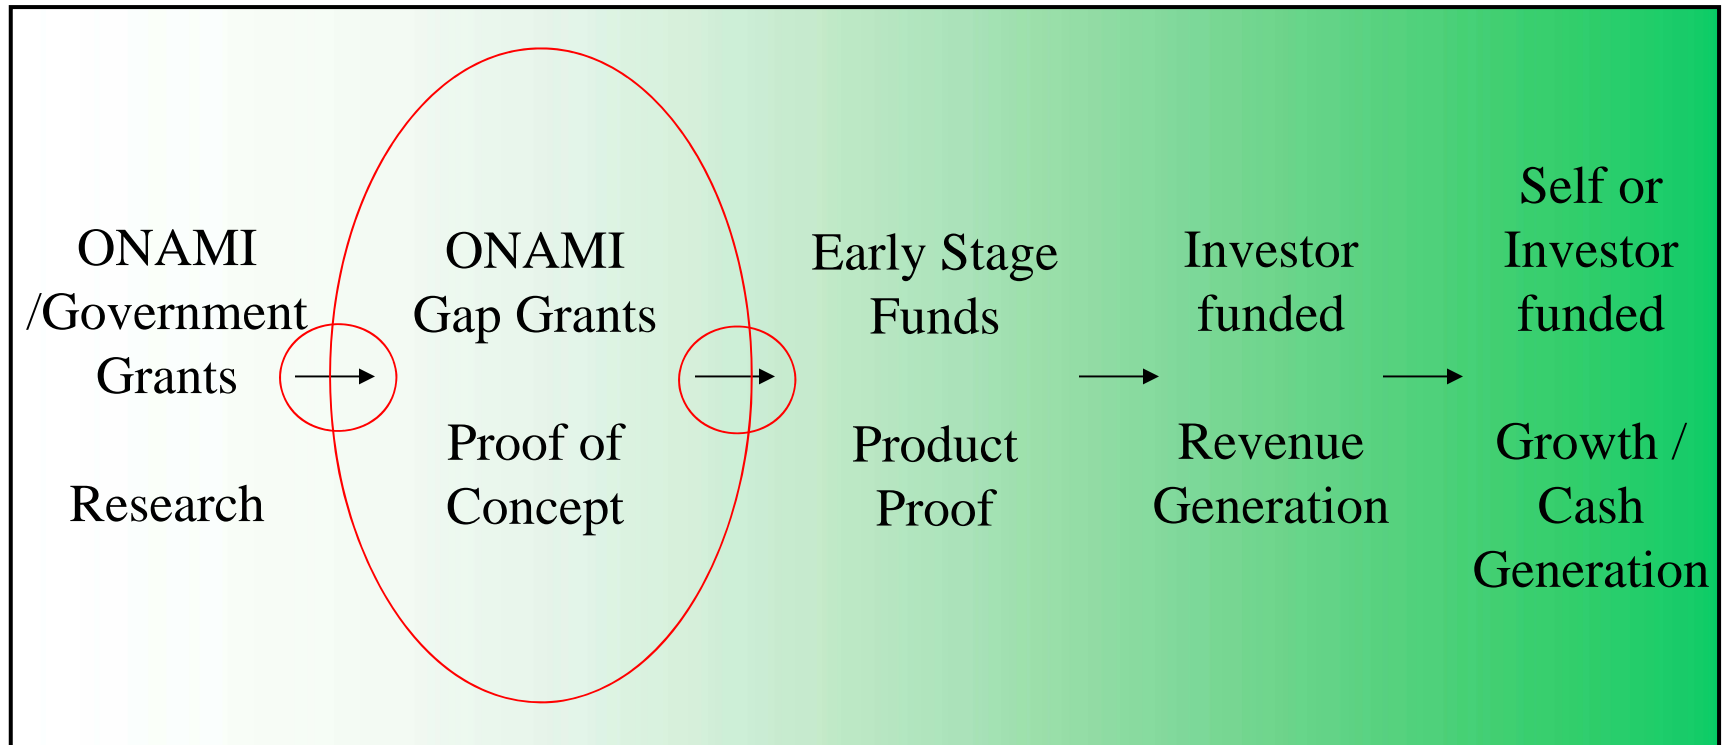 ONAMI
/Government
Grants
Research
ONAMI
Gap Grants
Proof of
Concept
Early Stage
Funds
Product
Proof
Investor
funded
Revenue
Generation
Self or
Investor
funded
Growth /
Cash
Generation